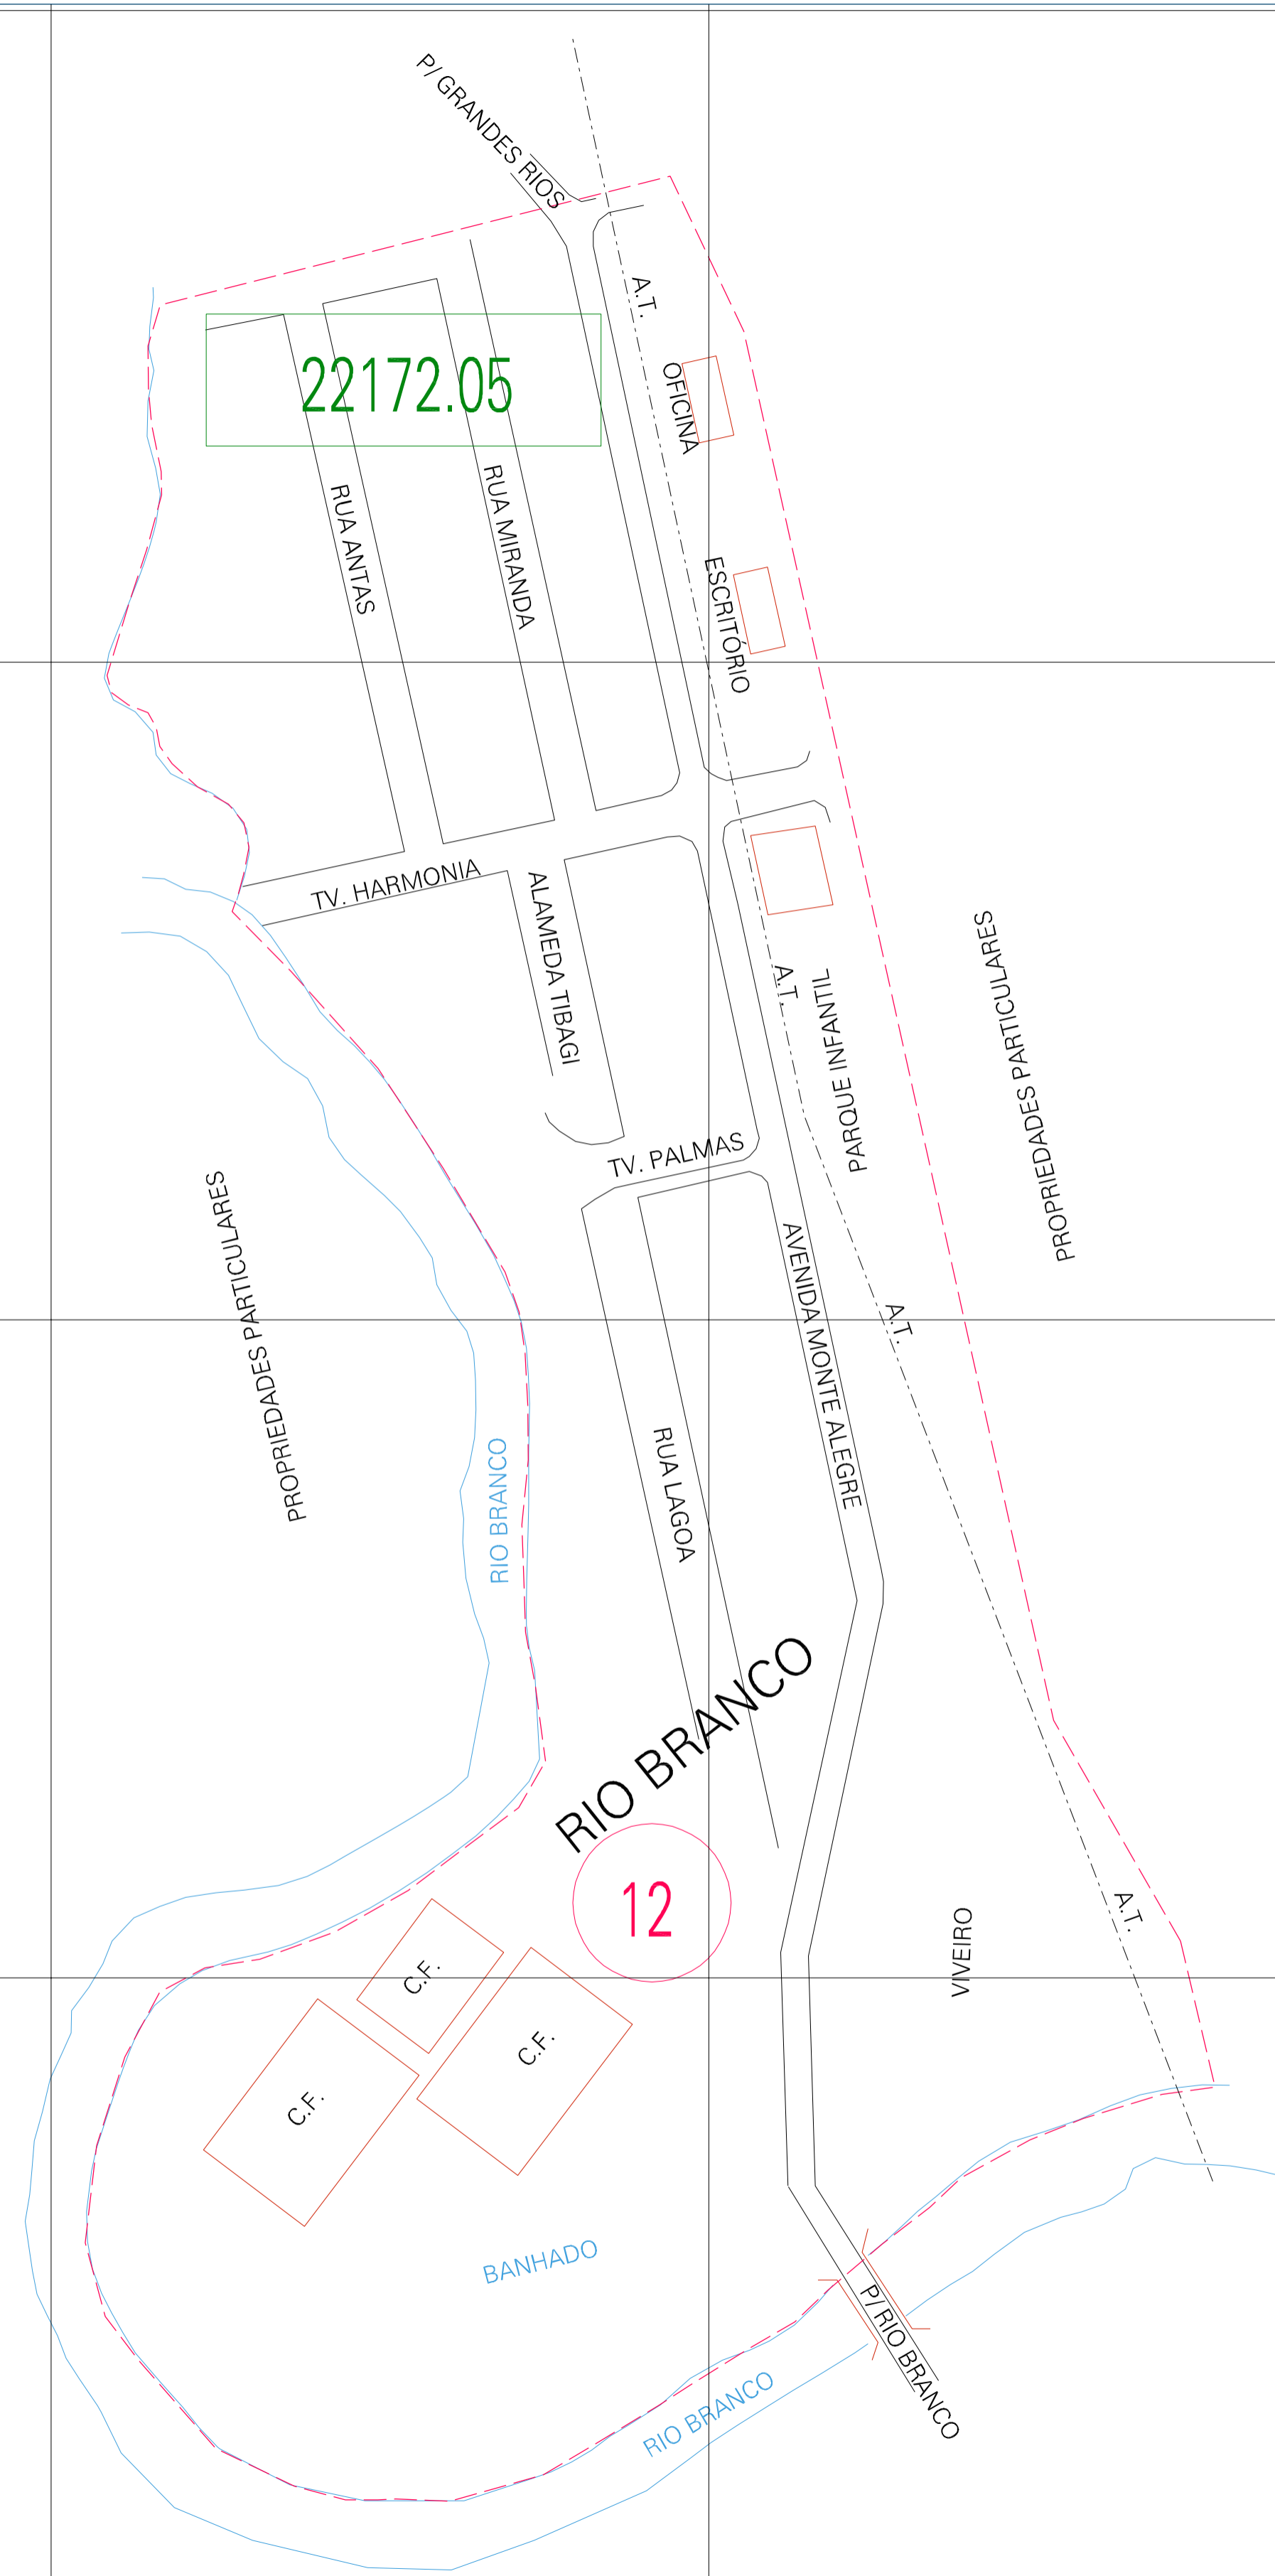 P/ GRANDES RIOS
A.T.
22172.05
OFICINA
RUA ANTAS
RUA MIRANDA
ESCRITÓRIO
TV. HARMONIA
ALAMEDA TIBAGI
A.T.
PARQUE INFANTIL
PROPRIEDADES PARTICULARES
TV. PALMAS
PROPRIEDADES PARTICULARES
AVENIDA MONTE ALEGRE
A.T.
RIO BRANCO
RUA LAGOA
RIO BRANCO
12
A.T.
VIVEIRO
C.F.
C.F.
C.F.
BANHADO
P/ RIO BRANCO
RIO BRANCO